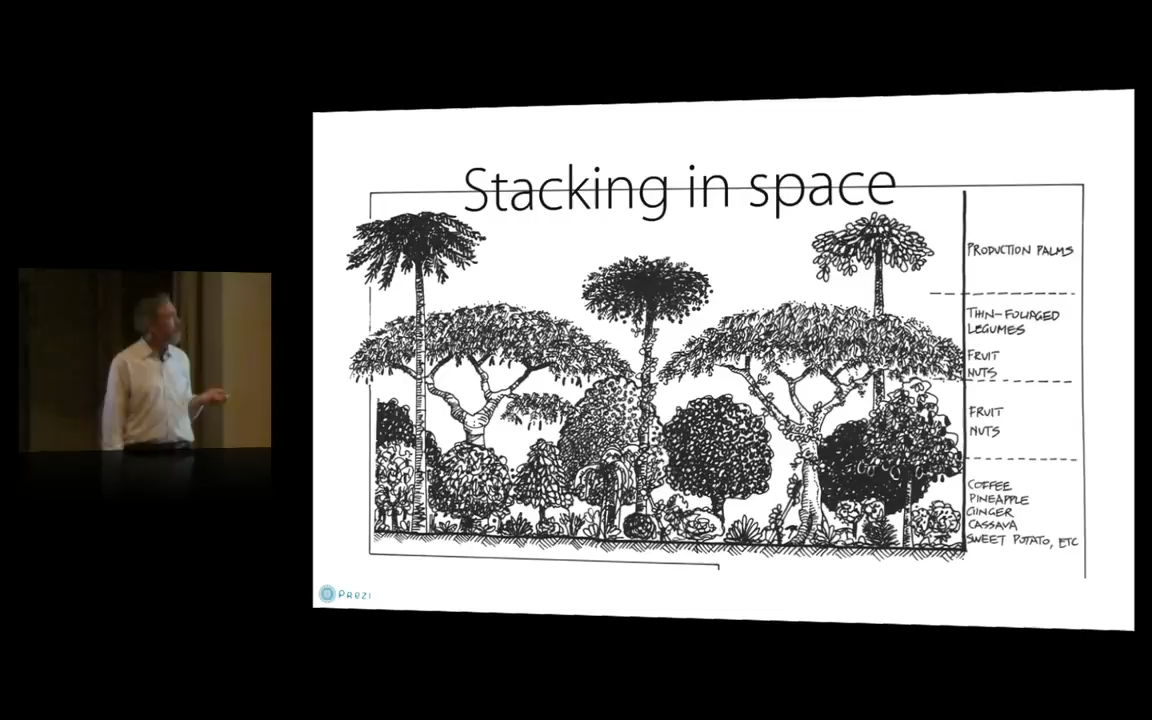 Stacking in space
PRODUCTION PALMS
THIN-FOLIAGED
LEGUMES
FRUIT
NUTS
FRUIT
NUTS
COFFEE
PINEAPPLE
GINGER
CASSAVA
SWEET POTATO, ETC
PREZI